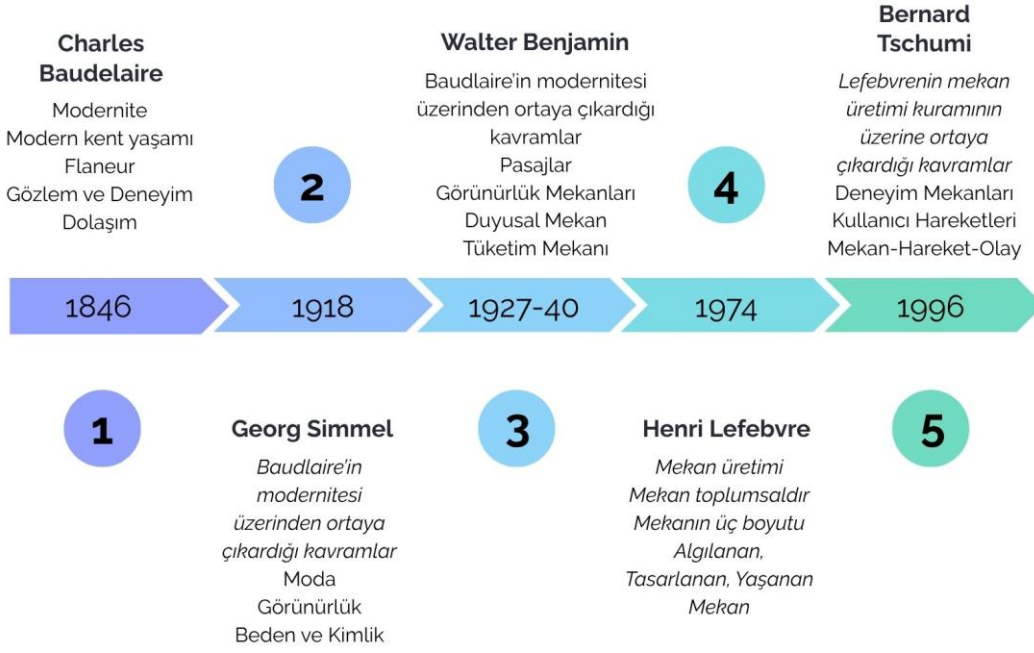 Charles
Baudelaire
Modernite
Modern kent yaşamı
Flaneur
Gözlem ve Deneyim
Dolaşım
2
Walter Benjamin
Baudlaire'in modernitesi
üzerinden ortaya çıkardığı
kavramlar
Pasajlar
Görünürlük Mekanları
Duyusal Mekan
Tüketim Mekanı
4
Bernard
Tschumi
Lefebvrenin mekan
üretimi kuramının
üzerine ortaya
çıkardığı kavramlar
Deneyim Mekanları
Kullanıcı Hareketleri
Mekan-Hareket-Olay
1846
1918
1927-40
1974
1996
1
Georg Simmel
Baudlaire'in
modernitesi
üzerinden ortaya
çıkardığı kavramlar
Moda
Görünürlük
Beden ve Kimlik
3
Henri Lefebvre
Mekan üretimi
Mekan toplumsaldır
Mekanın üç boyutu
Algılanan,
Tasarlanan, Yaşanan
Mekan
5